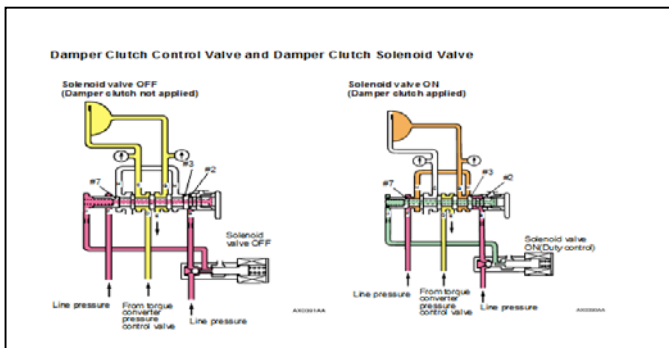 Damper Clutch Control Valve and Damper Clutch Solenoid Valve
Solenoid valve OFF
(Damper clutch not applied)
#3
#2
#7
Solenoid
valve OFF
Line pressure
From torque
converter
pressure
control valve
Line pressure
AX0391AA
Solenoid valve ON
(Damper clutch applied)
#7
#3
#2
Solenoid valve
ON(Duty control)
Line pressure
From torque
converter
pressure
control valve
Line pressure